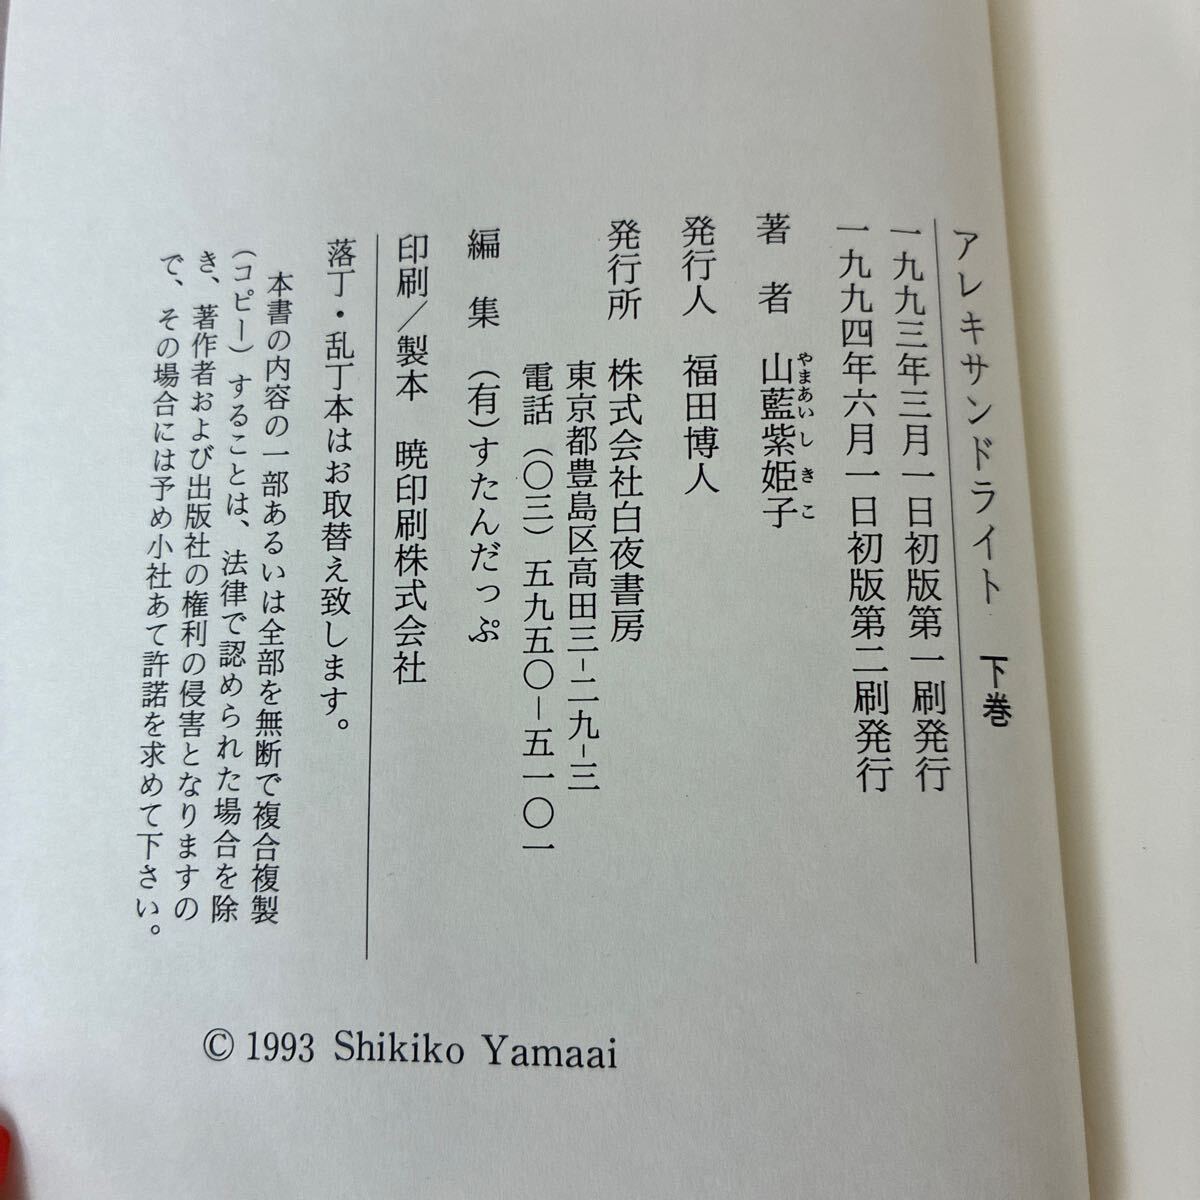 アレキサンドライト 下巻
一九九三年三月一日初版第一刷発行
一九九四年六月一日初版第二刷発行
著者 山藍紫姫子
やまあいしきこ
発行人 福田博人
発行所 株式会社白夜書房
東京都豊島区高田三-二九-三
電話(〇三)五九五〇-五一〇一
編集 (有)すたんだっぷ
印刷/製本 暁印刷株式会社
落丁・乱丁本はお取替え致します。
本書の内容の一部あるいは全部を無断で複合複製
(コピー)することは、法律で認められた場合を除
き、著作者および出版社の権利の侵害となりますの
で、その場合には予め小社あて許諾を求めて下さい。
© 1993 Shikiko Yamaai